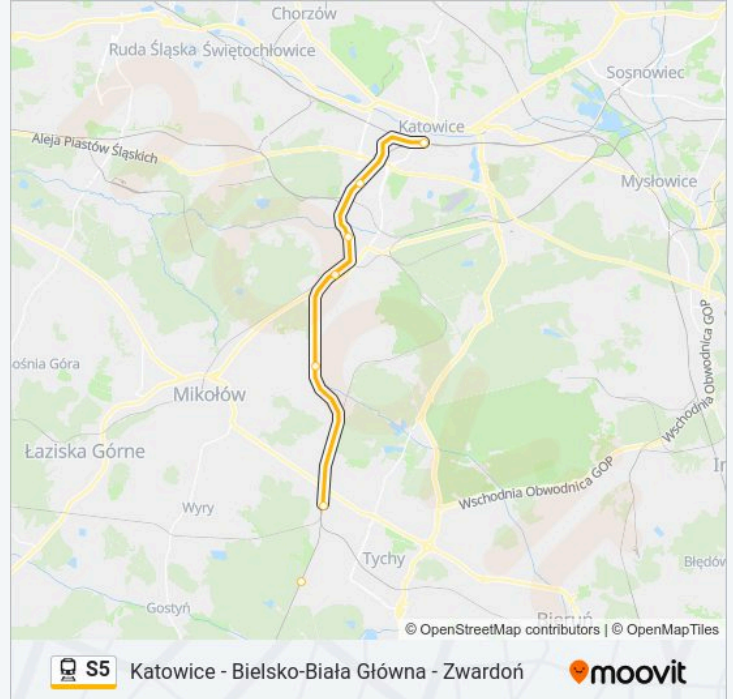 Chorzów
Ruda Śląska Świętochłowice
Sosnowiec
Katowice
Aleja Piastów Śląskich
Mysłowice
Wschodnia Obwodnica GOP
ośnia Góra
Mikołów
Łaziska Górne
Wschodnia Obwodnica GOP
Wyry
Tychy
Błędów
Gostyń
Bieruń
© OpenStreetMap contributors | © OpenMapTiles
S5 Katowice - Bielsko-Biała Główna - Zwardoń moovit